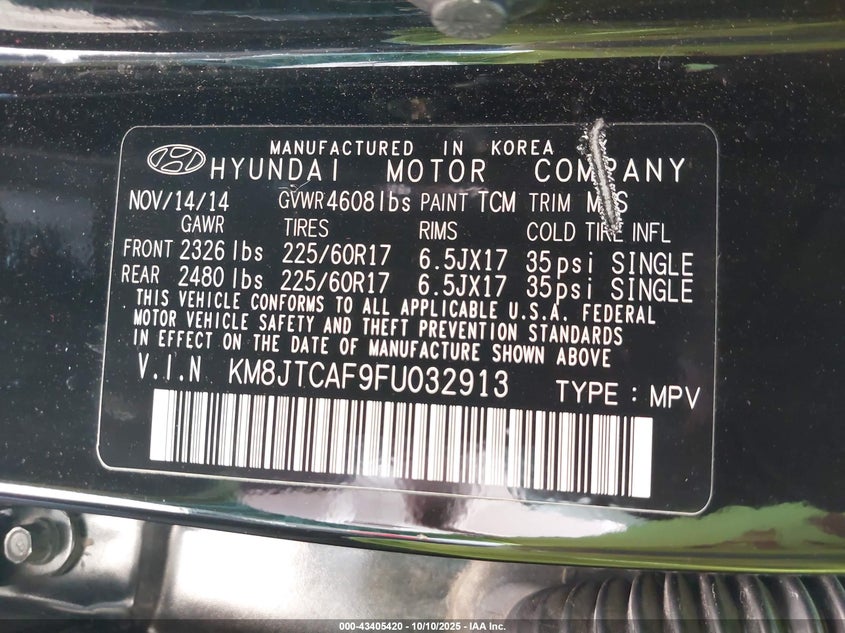 MANUFACTURED IN KOREA
HYUNDAI MOTOR COMPANY
NOV/14/14 GVWR 4608 lbs PAINT TCM TRIM
GAWR TIRES RIMS COLD TIRE INFL
FRONT 2326 lbs 225/60R17 6.5JX17 35psi SINGLE
REAR 2480 lbs 225/60R17 6.5JX17 35psi SINGLE
THIS VEHICLE CONFORMS TO ALL APPLICABLE U.S.A. FEDERAL
MOTOR VEHICLE SAFETY AND THEFT PREVENTION STANDARDS
IN EFFECT ON THE DATE OF MANUFACTURE SHOWN ABOVE
V.I.N KM8JTCAF9FU032913 TYPE : MPV
000-43405420 - 10/10/2025 - IAA Inc.